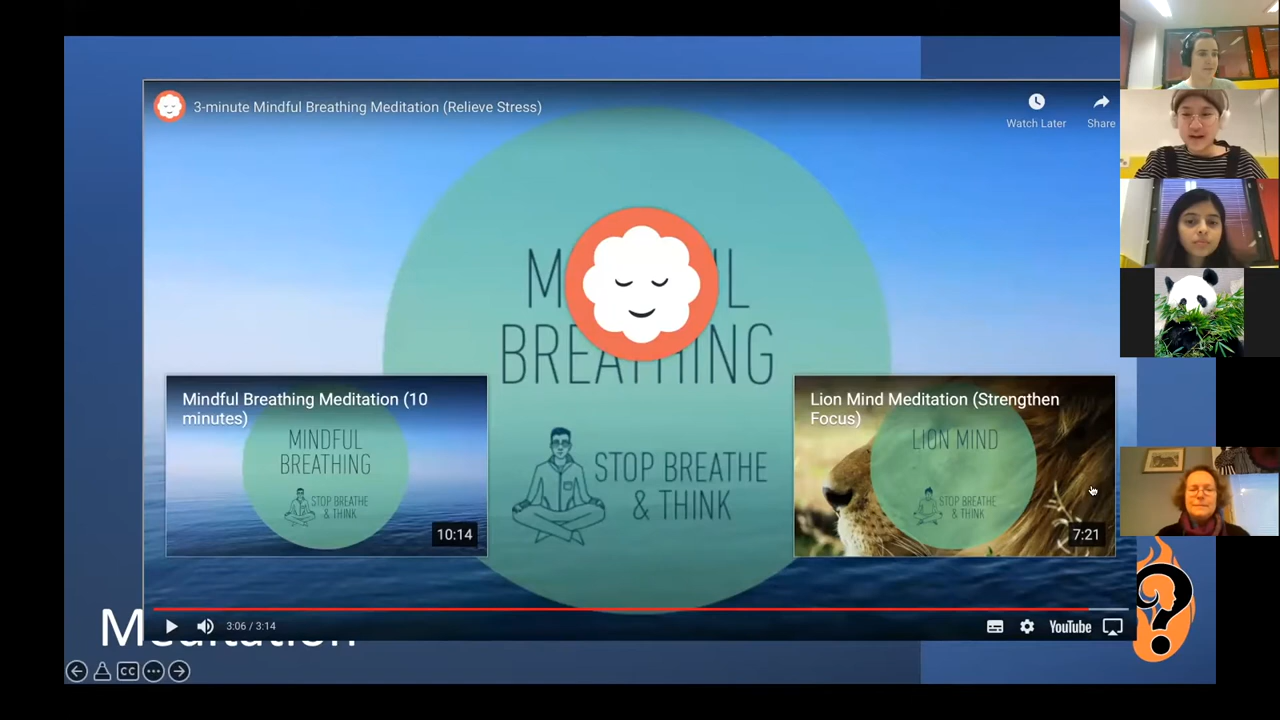 3-minute Mindful Breathing Meditation (Relieve Stress)
Watch Later
Share
BREATHING
STOP BREATHE
& THINK
Mindful Breathing Meditation (10
minutes)
MINDFUL
BREATHING
STOP BREATHE
& THINK
10:14
Lion Mind Meditation (Strengthen
Focus)
LION MIND
STOP BREATHE
& THINK
7:21
3:06 / 3:14
YouTube
Meditation
CC
?